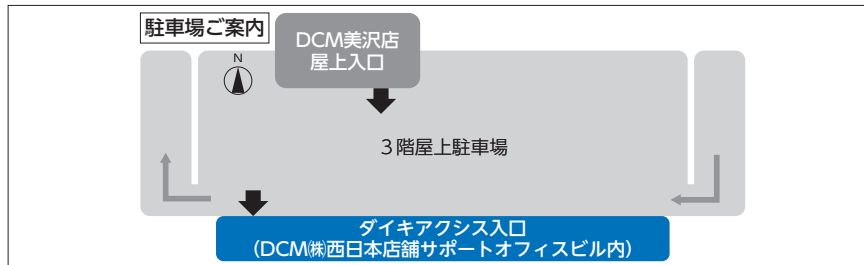 駐車場ご案内
N
DCM美沢店
屋上入口
3階屋上駐車場
ダイキアクシス入口
(DCM㈱西日本店舗サポートオフィスビル内)